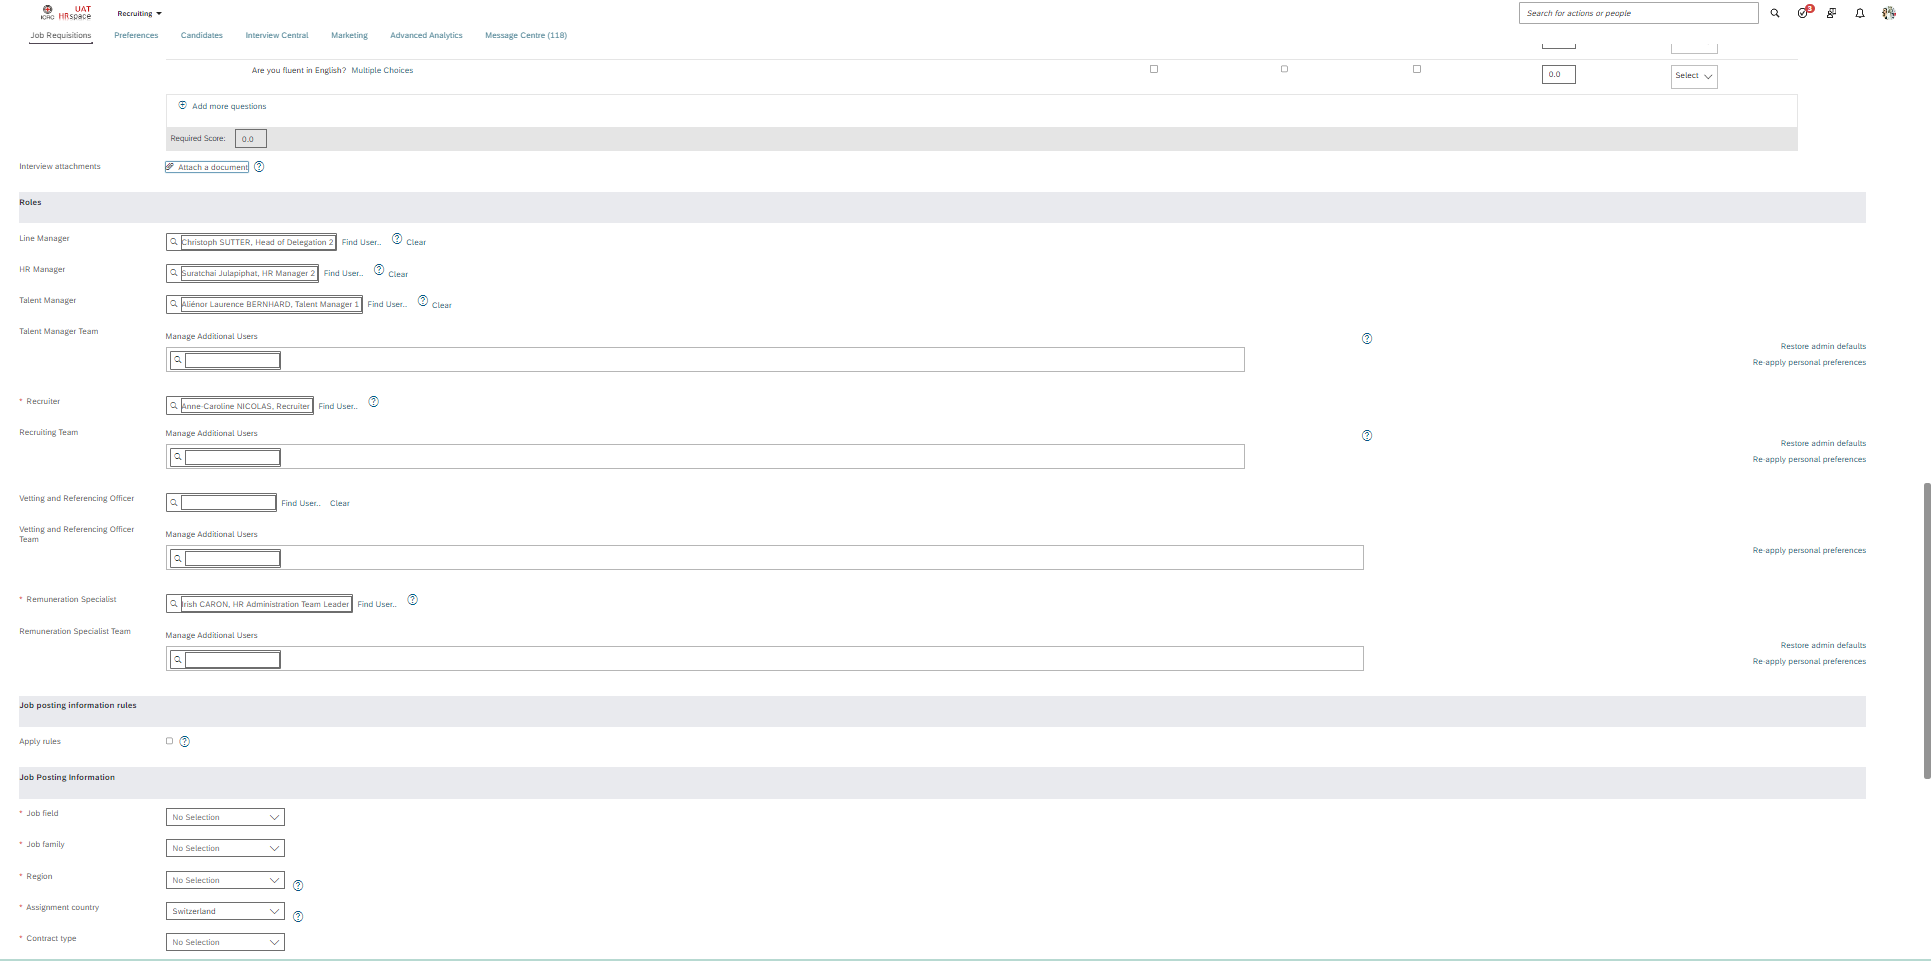 ICRC UAT HRspace Recruiting Search for actions or people 3
Job Requisitions Preferences Candidates Interview Central Marketing Advanced Analytics Message Centre (118)
Are you fluent in English? Multiple Choices 0.0 Select
Add more questions
Required Score: 0.0
Interview attachments Attach a document ?
Roles
Line Manager Christoph SUTTER, Head of Delegation 2 Find User.. ? Clear
HR Manager Suratchai Julapiphat, HR Manager 2 Find User.. ? Clear
Talent Manager Aliénor Laurence BERNHARD, Talent Manager 1 Find User.. ? Clear
Talent Manager Team Manage Additional Users ?
Restore admin defaults
Re-apply personal preferences
* Recruiter Anne-Caroline NICOLAS, Recruiter Find User.. ?
Recruiting Team Manage Additional Users ?
Restore admin defaults
Re-apply personal preferences
Vetting and Referencing Officer Find User.. Clear
Vetting and Referencing Officer Team Manage Additional Users
Re-apply personal preferences
* Remuneration Specialist Irish CARON, HR Administration Team Leader Find User.. ?
Remuneration Specialist Team Manage Additional Users
Restore admin defaults
Re-apply personal preferences
Job posting information rules
Apply rules ?
Job Posting Information
* Job field No Selection
* Job family No Selection
* Region No Selection ?
* Assignment country Switzerland ?
* Contract type No Selection